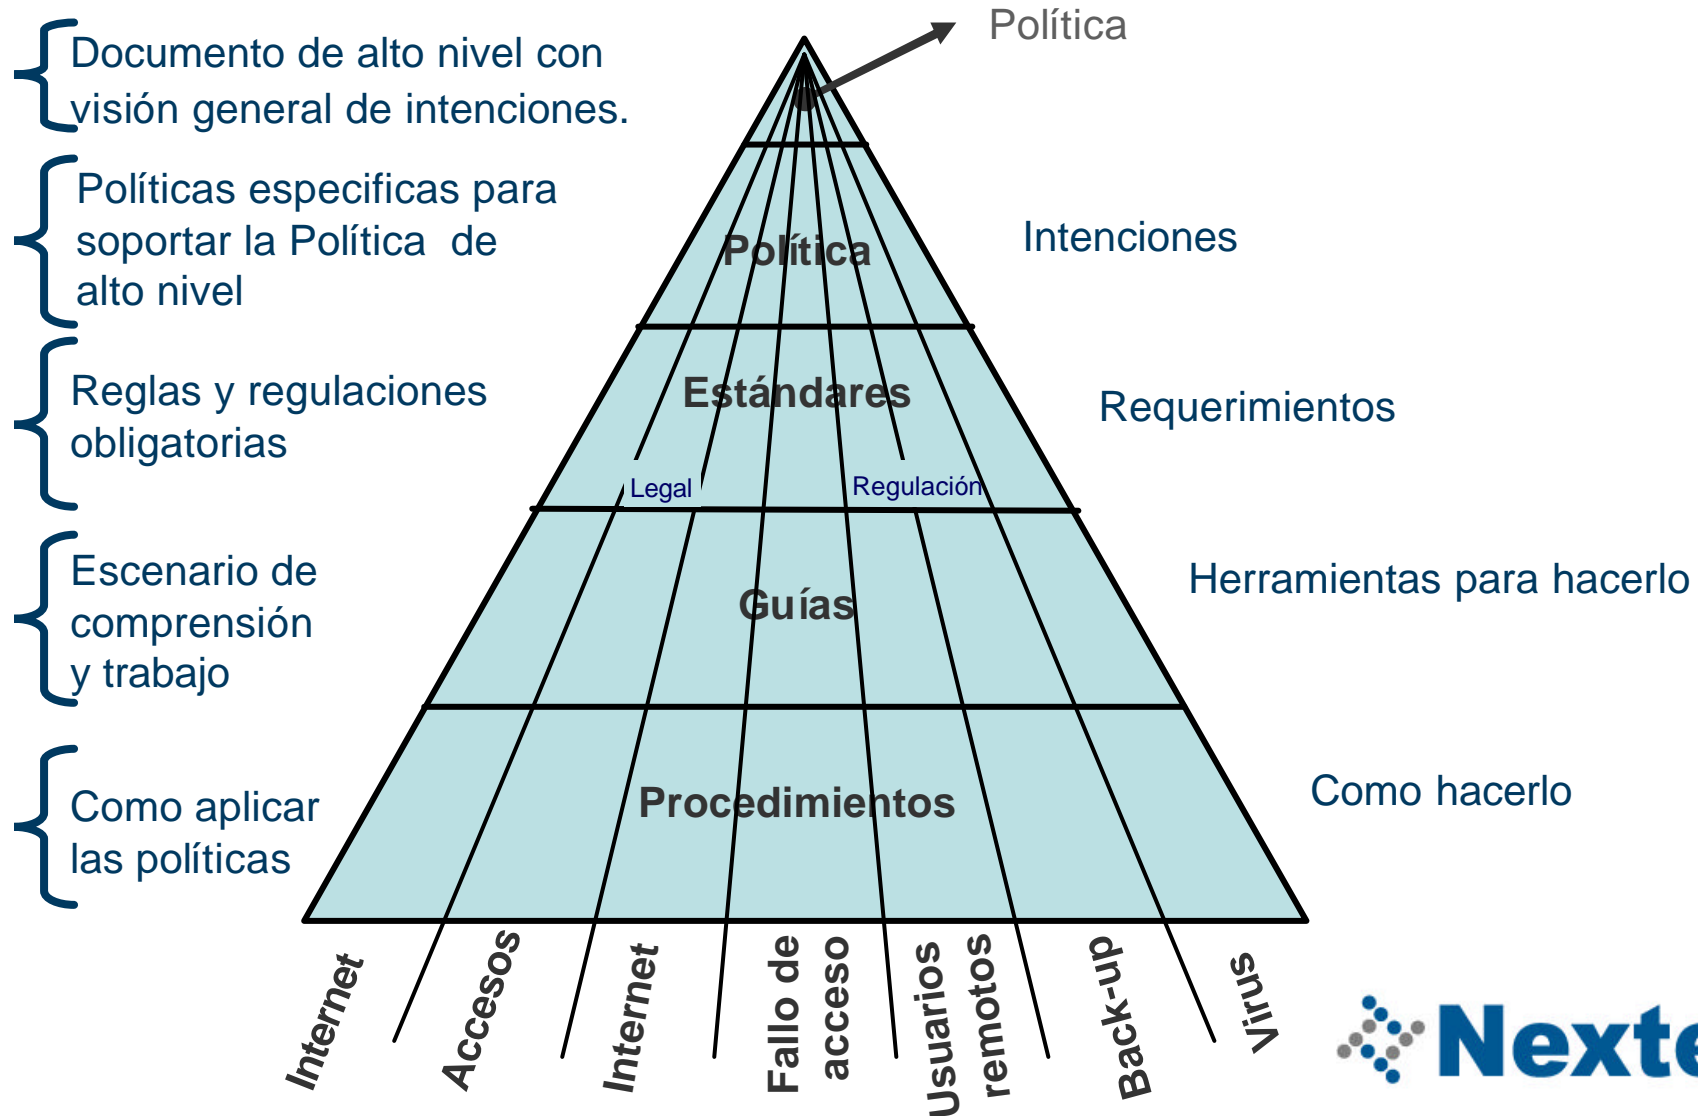 Política
Documento de alto nivel con
visión general de intenciones.
Políticas especificas para
soportar la Política de
alto nivel
Política
Intenciones
Reglas y regulaciones
obligatorias
Estándares
Requerimientos
Legal
Regulación
Escenario de
comprensión
y trabajo
Guías
Herramientas para hacerlo
Como aplicar
las políticas
Procedimientos
Como hacerlo
Internet
Accesos
Internet
Fallo de
acceso
Usuarios
remotos
Back-up
Virus
Nexte